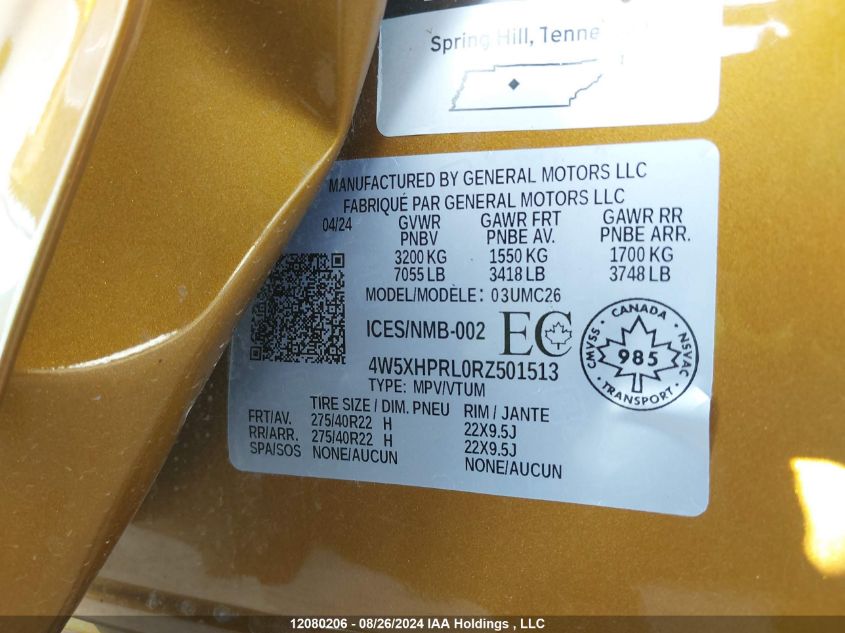 Spring Hill, Tenne
MANUFACTURED BY GENERAL MOTORS LLC
FABRIQUÉ PAR GENERAL MOTORS LLC
04/24 GVWR GAWR FRT GAWR RR
PNBV PNBE AV. PNBE ARR.
3200 KG 1550 KG 1700 KG
7055 LB 3418 LB 3748 LB
MODEL/MODÈLE: 03UMC26
ICES/NMB-002 EC
CANADA
CMVSS 985 NSVAC
TRANSPORT
4W5XHPRL0RZ501513
TYPE: MPV/VTUM
TIRE SIZE / DIM. PNEU RIM / JANTE
FRT/AV. 275/40R22 H 22X9.5J
RR/ARR. 275/40R22 H 22X9.5J
SPA/SOS NONE/AUCUN NONE/AUCUN
12080206 - 08/26/2024 IAA Holdings , LLC